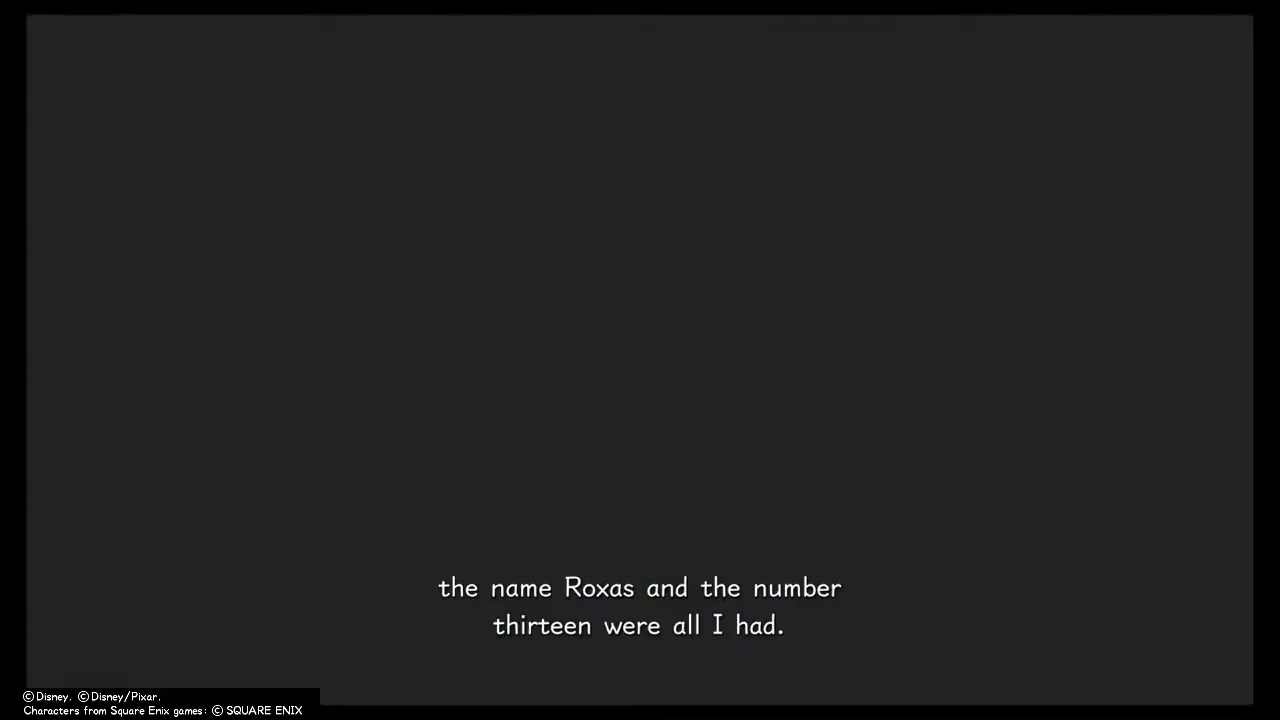 the name Roxas and the number
thirteen were all I had.
©Disney. ©Disney/Pixar.
Characters from Square Enix games: © SQUARE ENIX